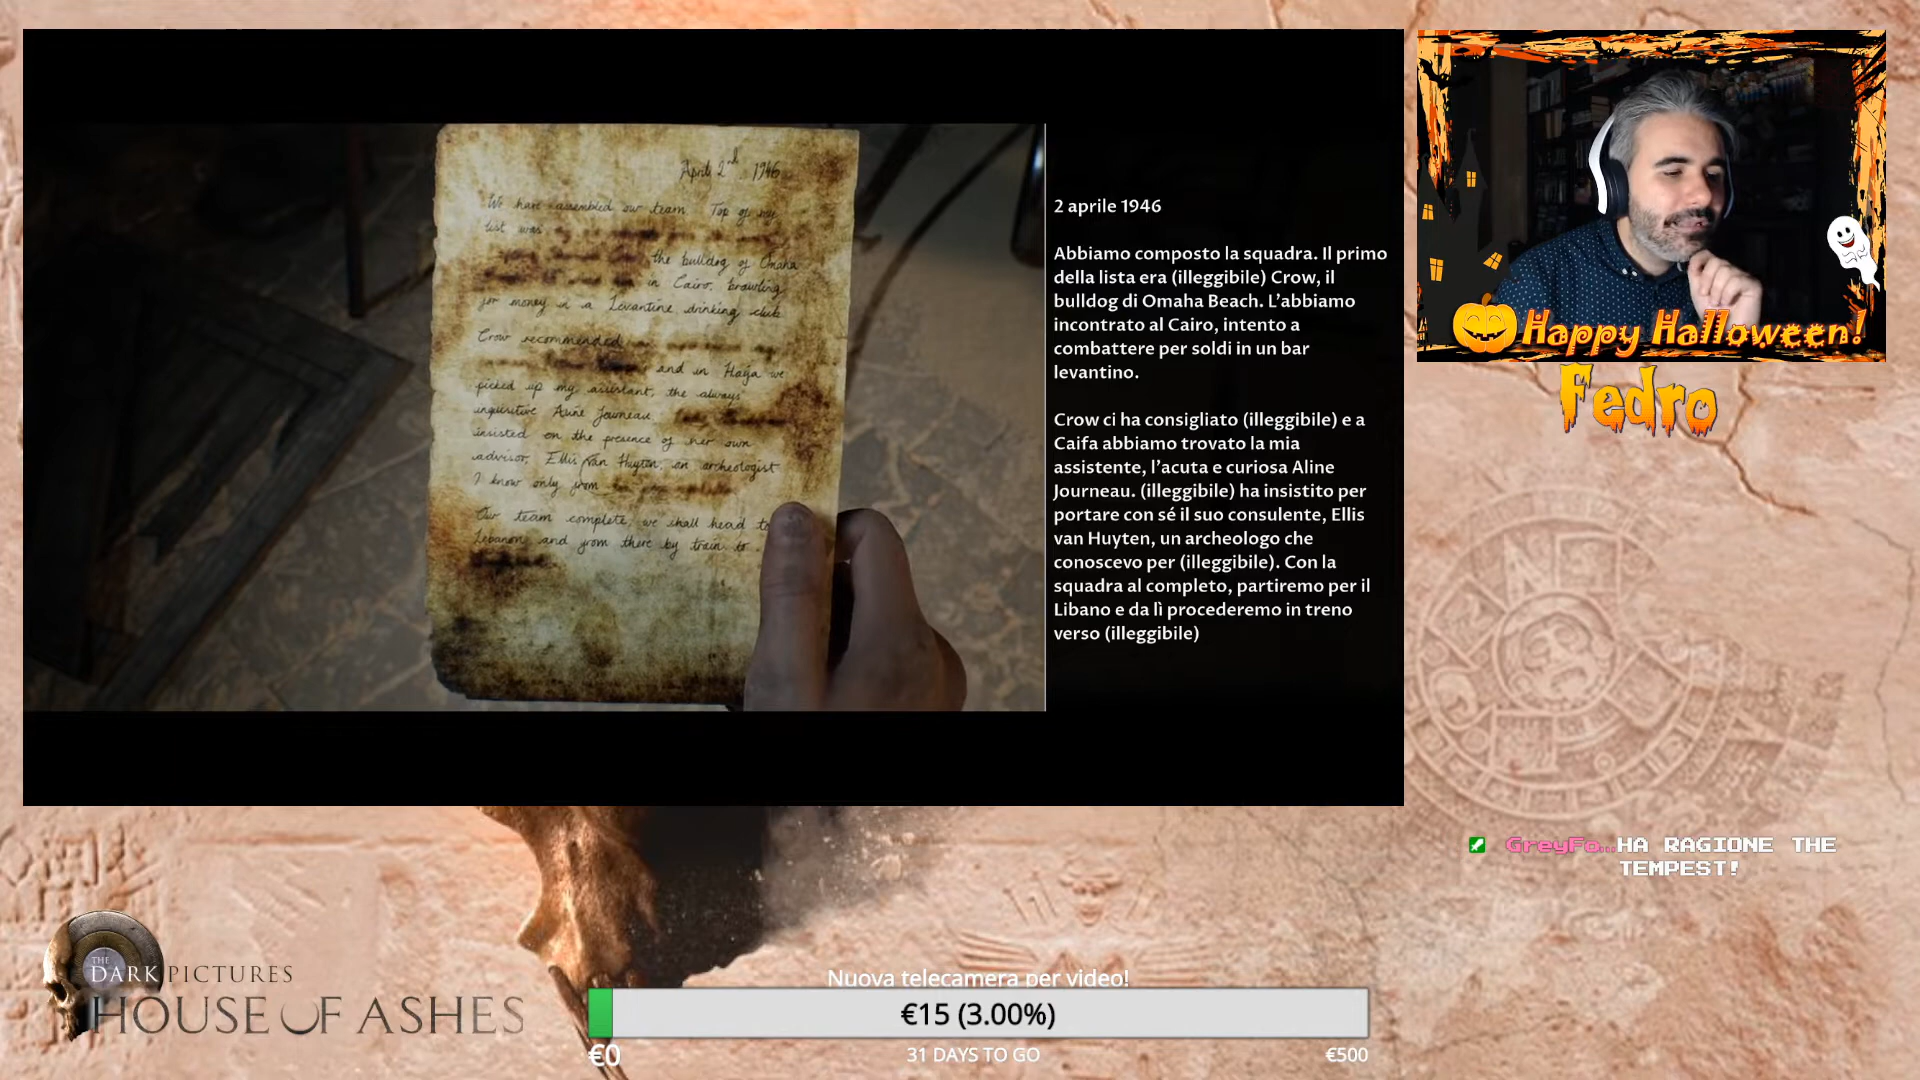 April 2nd 1946
We have assembled our team. Top of my
list was
the bulldog of Omaha
in Cairo, brawling
for money in a Levantine drinking club
Crow recommended
and in Haifa we
picked up my assistant, the always
inquisitive Aline Journeau
insisted on the presence of her own
advisor, Ellis van Huyten, an archeologist
I know only from
Our team complete, we shall head to
Lebanon and from there by train to
2 aprile 1946
Abbiamo composto la squadra. Il primo
della lista era (illeggibile) Crow, il
bulldog di Omaha Beach. L'abbiamo
incontrato al Cairo, intento a
combattere per soldi in un bar
levantino.
Crow ci ha consigliato (illeggibile) e a
Caifa abbiamo trovato la mia
assistente, l'acuta e curiosa Aline
Journeau. (illeggibile) ha insistito per
portare con sé il suo consulente, Ellis
van Huyten, un archeologo che
conoscevo per (illeggibile). Con la
squadra al completo, partiremo per il
Libano e da lì procederemo in treno
verso (illeggibile)
Happy Halloween!
Fedro
GreyFo...HA RAGIONE THE
TEMPEST!
THE
DARK PICTURES
HOUSE OF ASHES
Nuova telecamera per video!
€15 (3.00%)
€0 31 DAYS TO GO €500